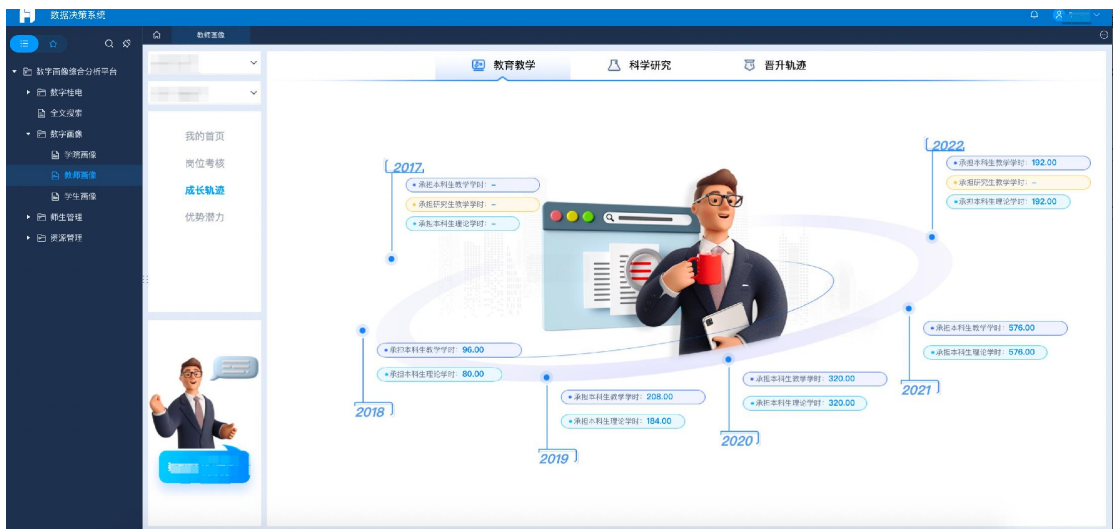 数据决策系统
教师画像
数字画像综合分析平台
数字桂电
全文搜索
数字画像
学院画像
教师画像
学生画像
师生管理
资源管理
我的首页
岗位考核
成长轨迹
优势潜力
教育教学
科学研究
晋升轨迹
2017
承担本科生教学学时: -
承担研究生教学学时: -
承担本科生理论学时: -
承担本科生教学学时: 96.00
承担本科生理论学时: 80.00
2018
承担本科生教学学时: 208.00
承担本科生理论学时: 184.00
2019
承担本科生教学学时: 320.00
承担本科生理论学时: 320.00
2020
承担本科生教学学时: 576.00
承担本科生理论学时: 576.00
2021
2022
承担本科生教学学时: 192.00
承担研究生教学学时: -
承担本科生理论学时: 192.00